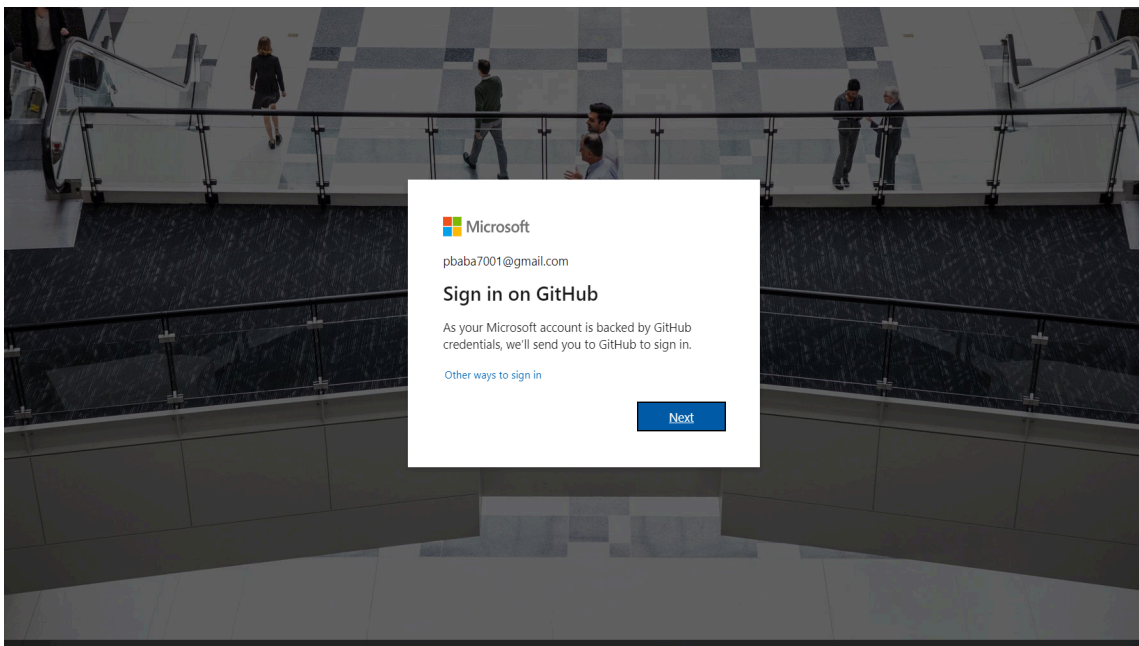 Microsoft
pbaba7001@gmail.com
Sign in on GitHub
As your Microsoft account is backed by GitHub
credentials, we'll send you to GitHub to sign in.
Other ways to sign in
Next